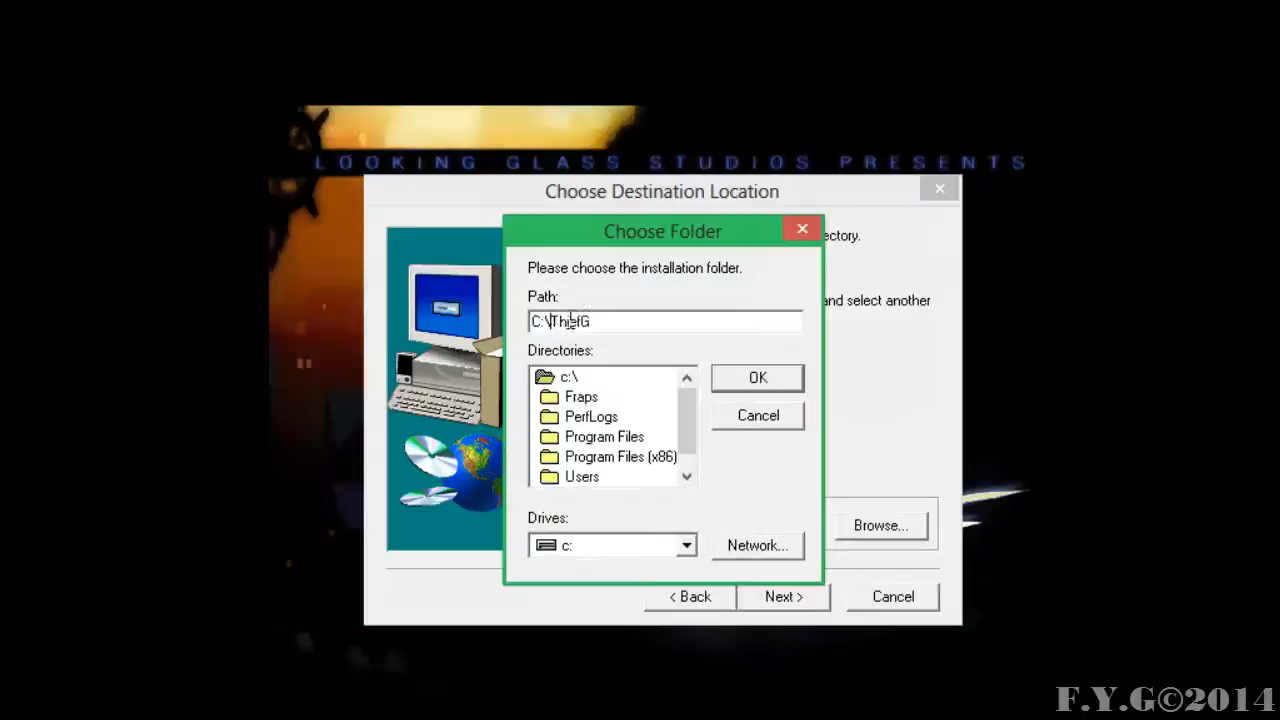 LOOKING GLASS STUDIOS PRESENTS
Choose Destination Location
Choose Folder
ectory.
Please choose the installation folder.
and select another
Path:
C:\ThiefG
Directories:
c:\
Fraps
PerfLogs
Program Files
Program Files (x86)
Users
OK
Cancel
Drives:
c:
Network...
Browse...
< Back
Next >
Cancel
F.Y.G©2014